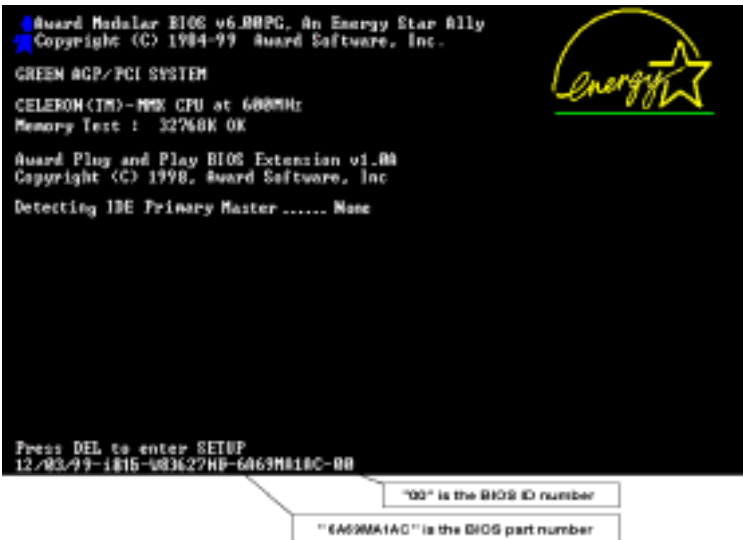 Award Modular BIOS v6.00PG, An Energy Star Ally
Copyright (C) 1984-99 Award Software, Inc.
energy
GREEN AGP/PCI SYSTEM
CELERON(TM)-MMX CPU at 600MHz
Memory Test : 32768K OK
Award Plug and Play BIOS Extension v1.0A
Copyright (C) 1998, Award Software, Inc
Detecting IDE Primary Master ...... None
Press DEL to enter SETUP
12/03/99-i815-W83627HF-6A69MA1AC-00
"00" is the BIOS ID number
"6A69MA1AC" is the BIOS part number